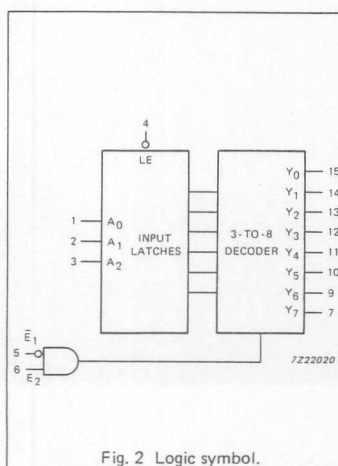 4
LE
1 A0
2 A1
3 A2
INPUT
LATCHES
3-TO-8
DECODER
Y0 15
Y1 14
Y2 13
Y3 12
Y4 11
Y5 10
Y6 9
Y7 7
Ē1
5
6 E2
7Z22020
Fig. 2 Logic symbol.